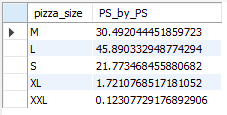 pizza_size PS_by_PS
M 30.492044451859723
L 45.890332948774294
S 21.773468455880682
XL 1.7210768517181052
XXL 0.12307729176892906